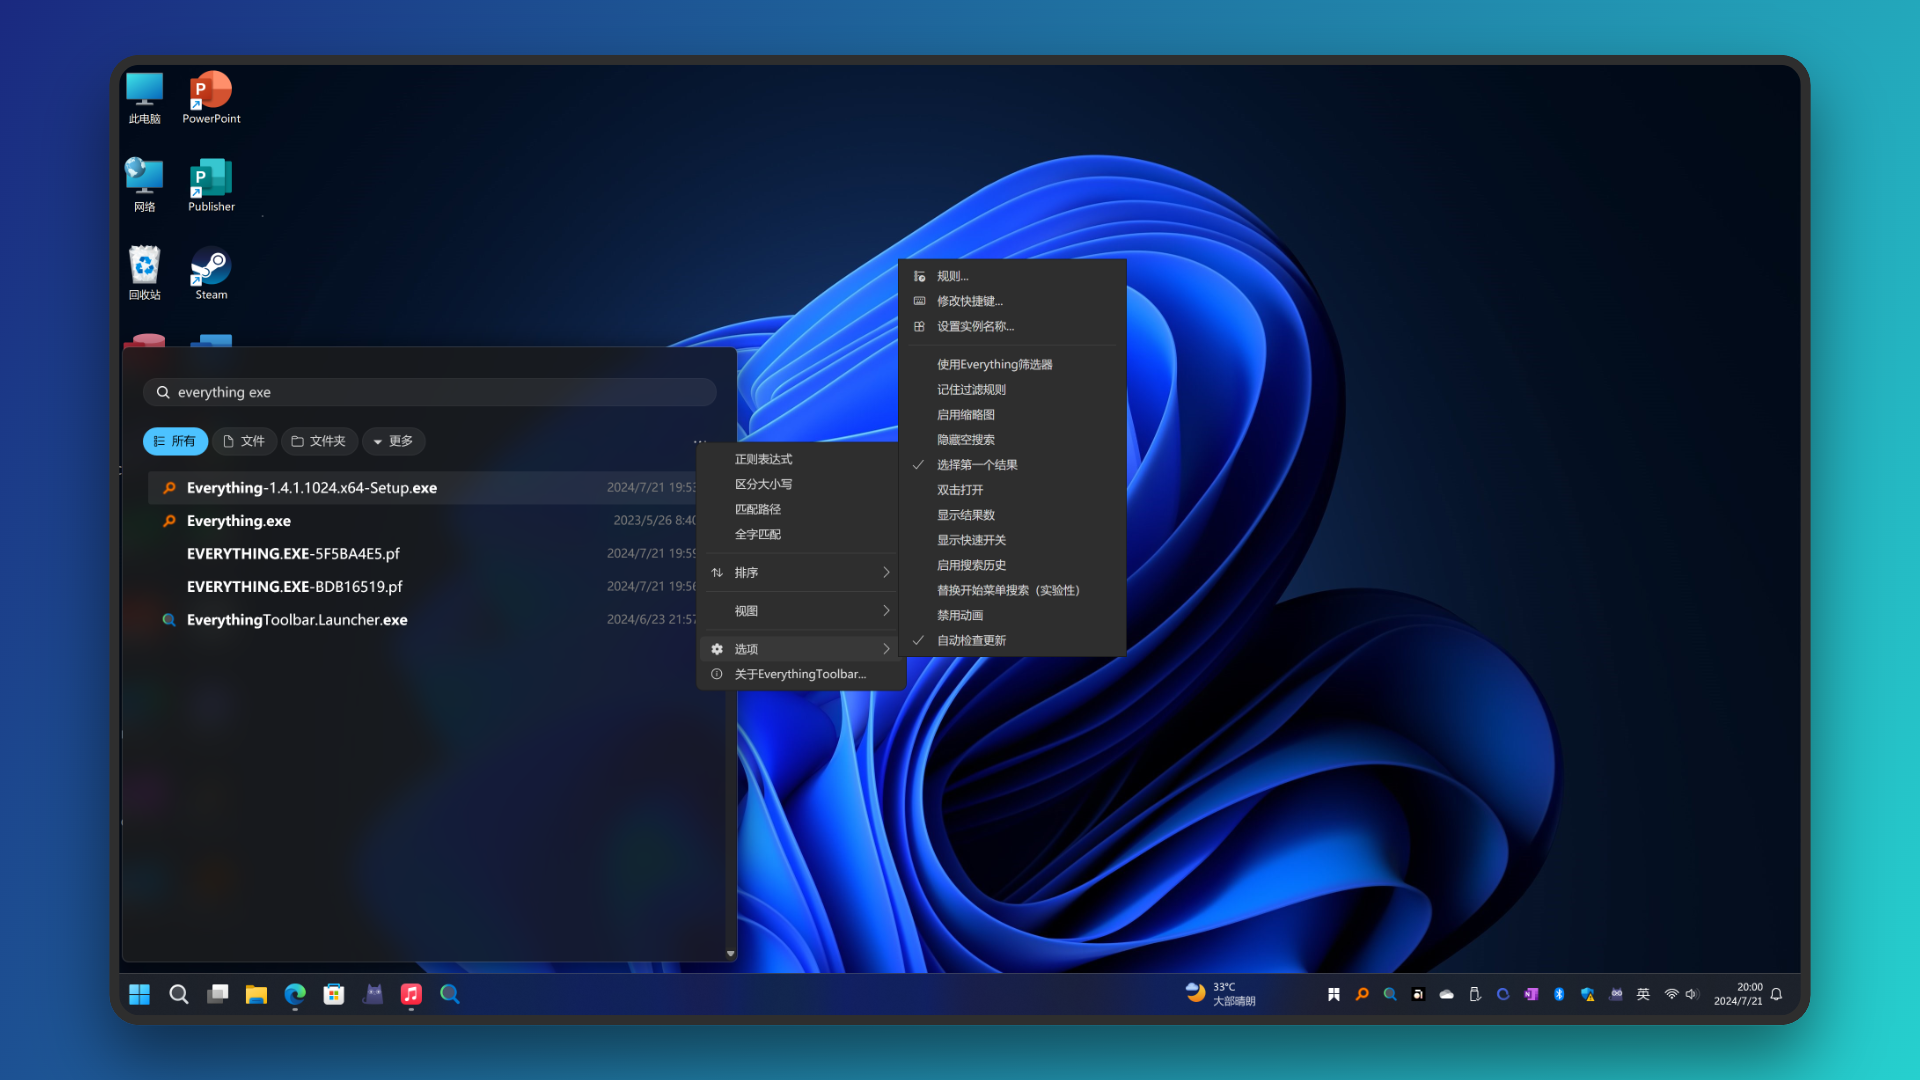 此电脑
PowerPoint
网络
Publisher
回收站
Steam
everything exe
所有
文件
文件夹
更多
Everything-1.4.1.1024.x64-Setup.exe
2024/7/21 19:53
Everything.exe
2023/5/26 8:40
EVERYTHING.EXE-5F5BA4E5.pf
2024/7/21 19:59
EVERYTHING.EXE-BDB16519.pf
2024/7/21 19:56
EverythingToolbar.Launcher.exe
2024/6/23 21:57
正则表达式
区分大小写
匹配路径
全字匹配
排序
视图
选项
关于EverythingToolbar...
规则...
修改快捷键...
设置实例名称...
使用Everything筛选器
记住过滤规则
启用缩略图
隐藏空搜索
选择第一个结果
双击打开
显示结果数
显示快速开关
启用搜索历史
替换开始菜单搜索（实验性）
禁用动画
自动检查更新
33°C
大部晴朗
英
20:00
2024/7/21